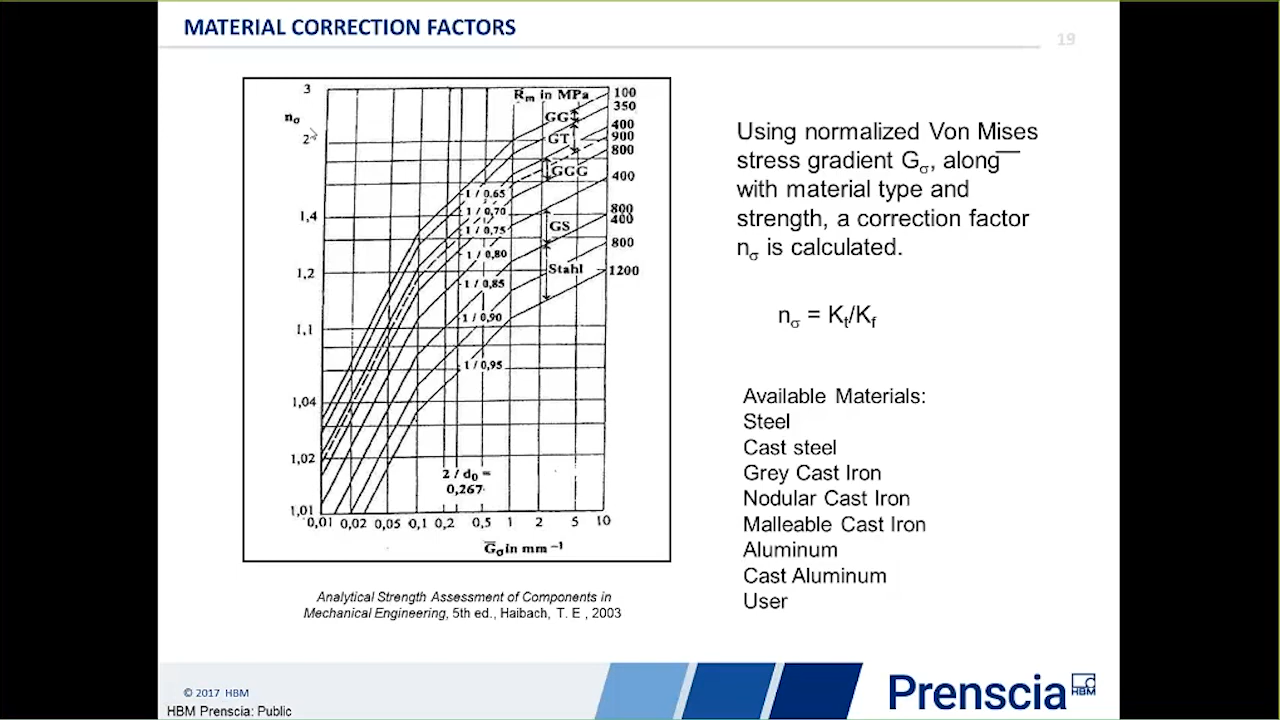 MATERIAL CORRECTION FACTORS
19
3
nσ
2
1,4
1,2
1,1
1,04
1,02
1,01
Rm in MPa
GG
GT
GGG
GS
Stahl
100
350
400
900
800
400
800
400
800
1200
1 / 0,65
1 / 0,70
1 / 0,75
1 / 0,80
1 / 0,85
1 / 0,90
1 / 0,95
2 / d0 =
0,267
0,01 0,02 0,05 0,1 0,2 0,5 1 2 5 10
G̅σ in mm⁻¹
Analytical Strength Assessment of Components in
Mechanical Engineering, 5th ed., Haibach, T. E , 2003
Using normalized Von Mises
stress gradient Gσ, along
with material type and
strength, a correction factor
nσ is calculated.
nσ = Kt/Kf
Available Materials:
Steel
Cast steel
Grey Cast Iron
Nodular Cast Iron
Malleable Cast Iron
Aluminum
Cast Aluminum
User
© 2017 HBM
HBM Prenscia: Public
Prenscia
HBM